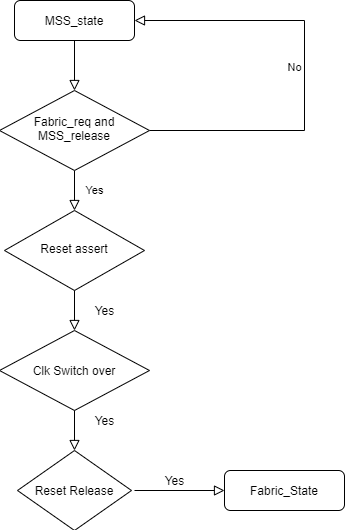 MSS_state
No
Fabric_req and
MSS_release
Yes
Reset assert
Yes
Clk Switch over
Yes
Reset Release
Yes
Fabric_State